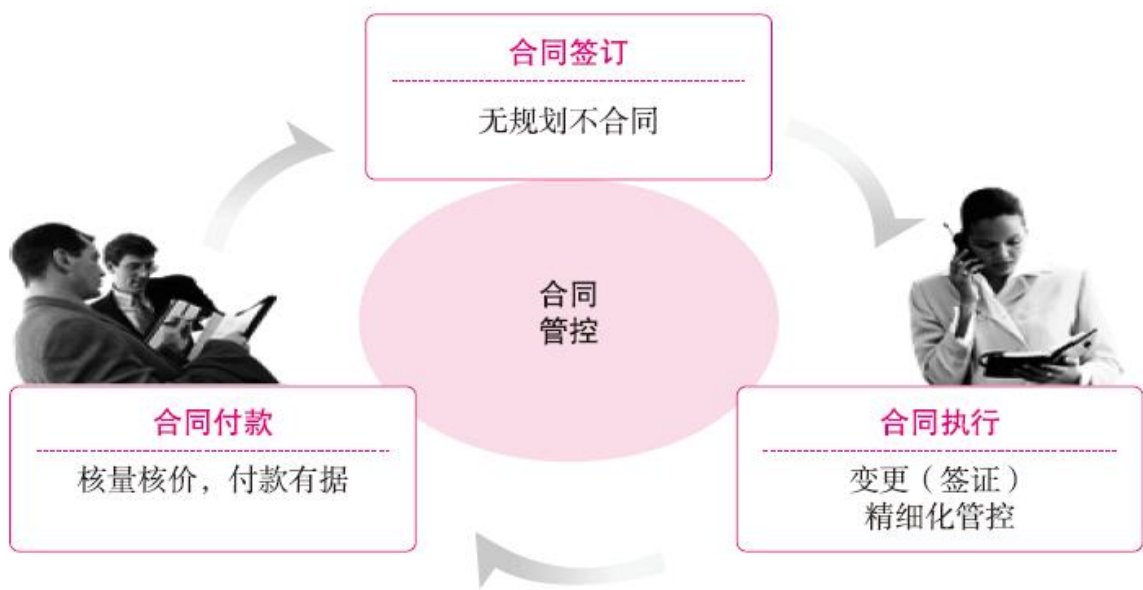 合同签订
无规划不合同
合同
管控
合同付款
核量核价，付款有据
合同执行
变更（签证）
精细化管控